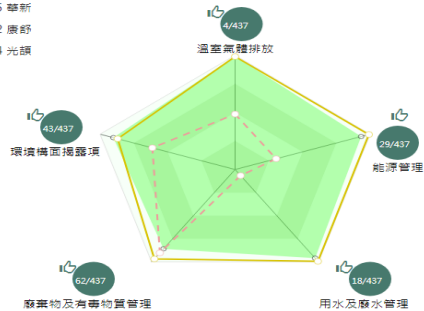 華新
康舒
光頡
4/437
溫室氣體排放
43/437
環境構面揭露項
29/437
能源管理
62/437
廢棄物及有毒物質管理
18/437
用水及廢水管理